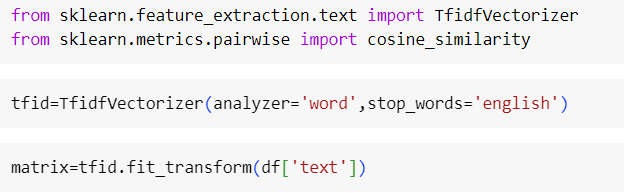 from sklearn.feature_extraction.text import TfidfVectorizer
from sklearn.metrics.pairwise import cosine_similarity
tfid=TfidfVectorizer(analyzer='word',stop_words='english')
matrix=tfid.fit_transform(df['text'])